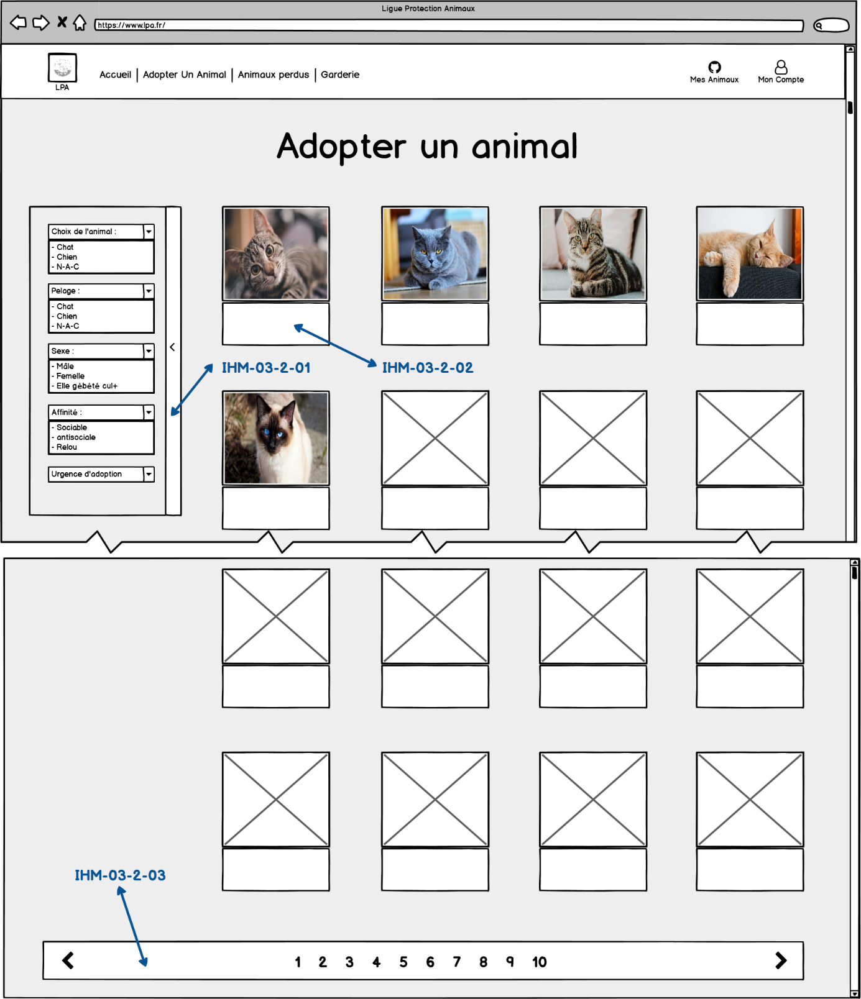 Ligue Protection Animaux
https://www.lpa.fr/
LPA
Accueil | Adopter Un Animal | Animaux perdus | Garderie
Mes Animaux
Mon Compte
Adopter un animal
Choix de l'animal :
- Chat
- Chien
- N-A-C
Pelage :
- Chat
- Chien
- N-A-C
Sexe :
- Mâle
- Femelle
- Elle gébété cul+
Affinité :
- Sociable
- antisociale
- Relou
Urgence d'adoption
IHM-03-2-01
IHM-03-2-02
IHM-03-2-03
1 2 3 4 5 6 7 8 9 10